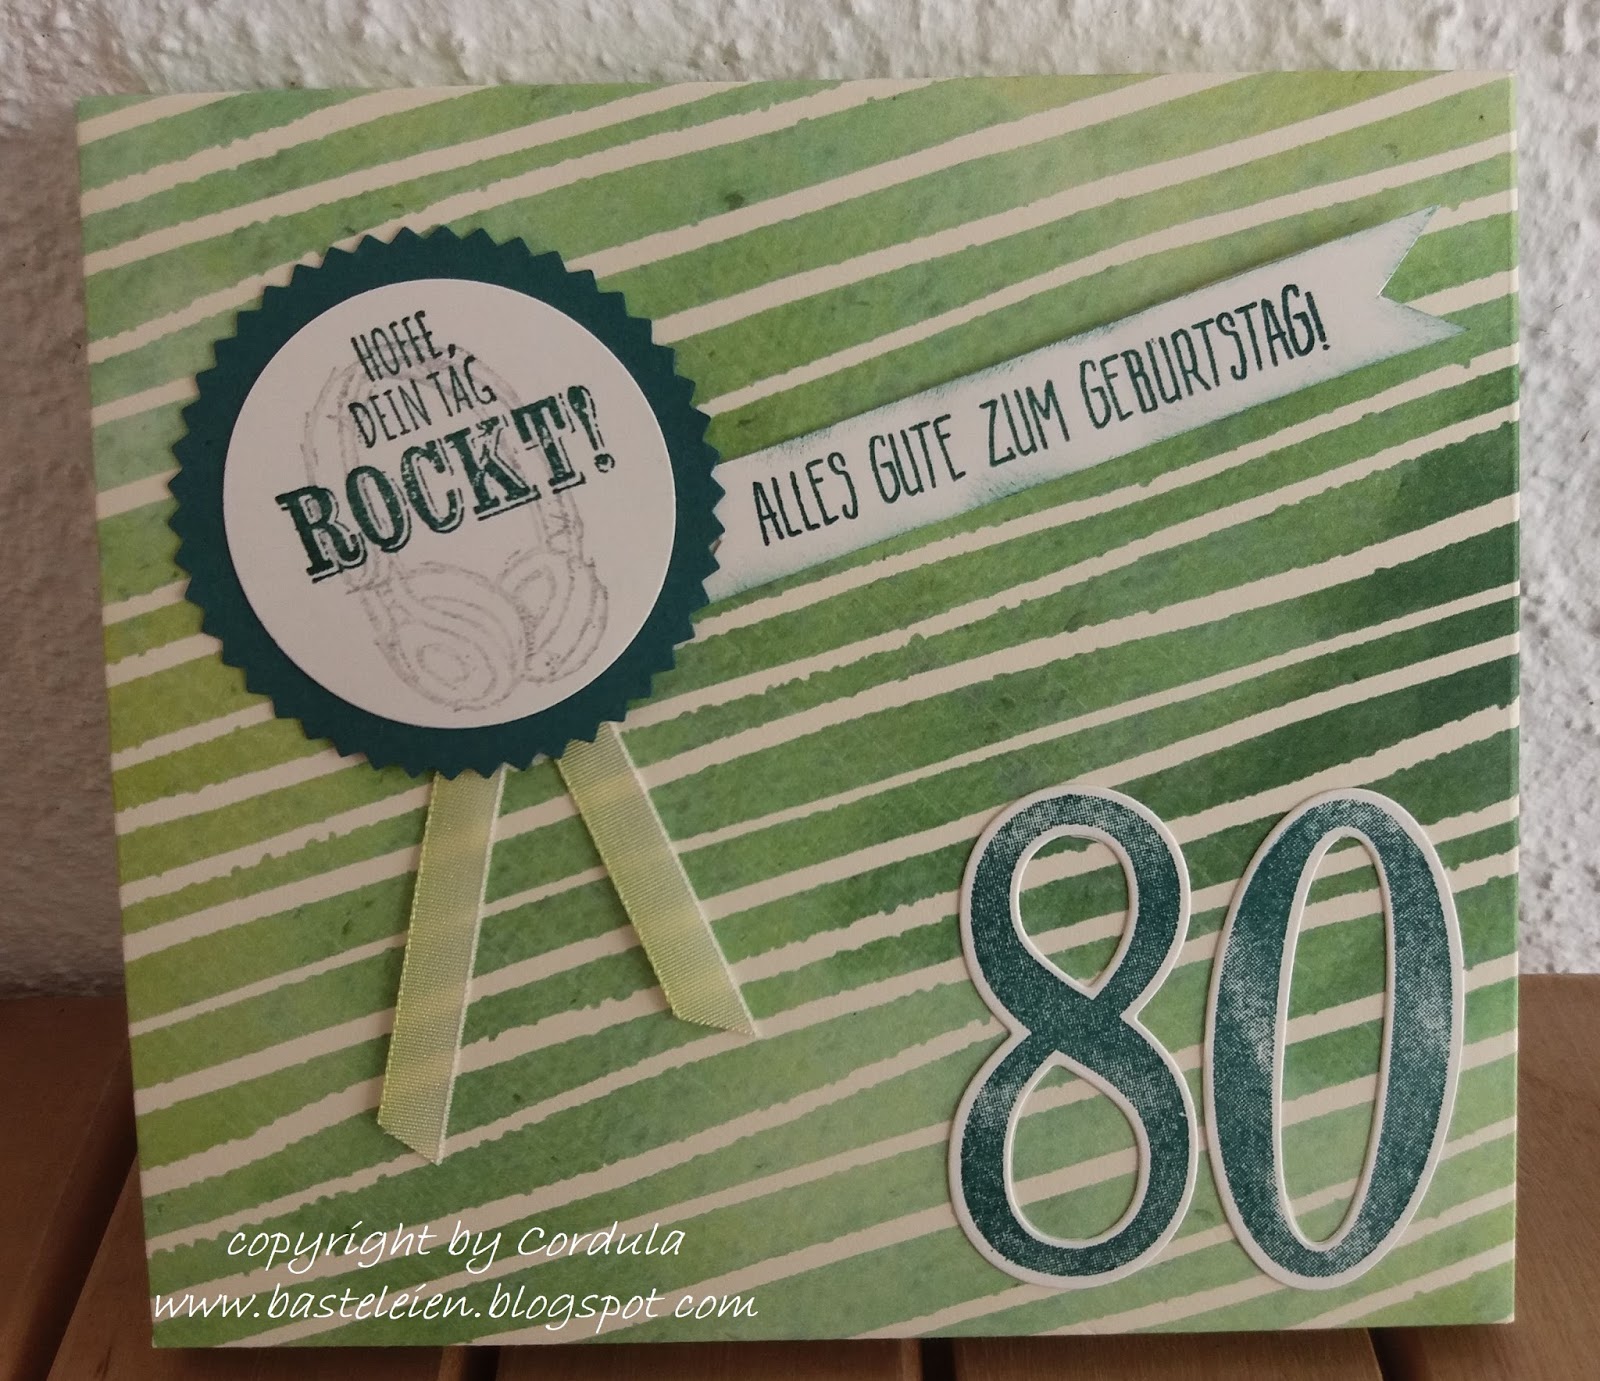 HOFFE,
DEIN TAG
ROCKT!
ALLES GUTE ZUM GEBURTSTAG!
80
copyright by Cordula
www.basteleien.blogspot.com